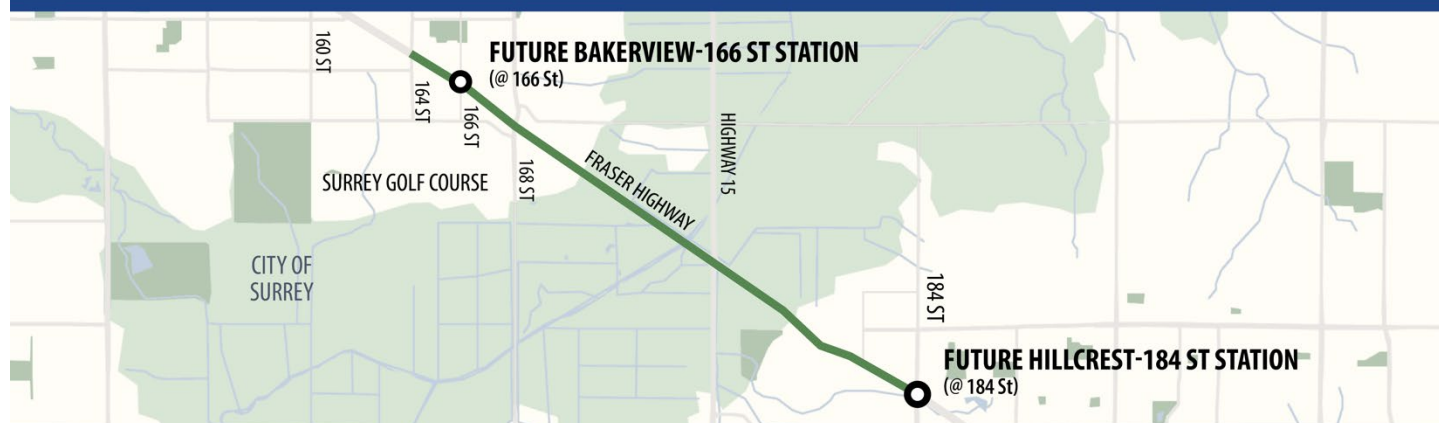 160 ST
FUTURE BAKERVIEW-166 ST STATION
(@ 166 St)
164 ST
166 ST
HIGHWAY 15
168 ST
FRASER HIGHWAY
SURREY GOLF COURSE
CITY OF
SURREY
184 ST
FUTURE HILLCREST-184 ST STATION
(@ 184 St)